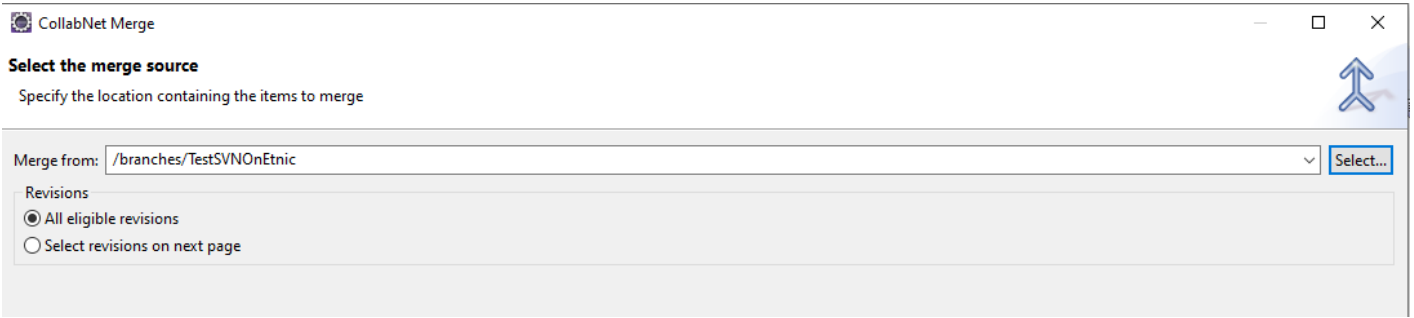 CollabNet Merge
Select the merge source
Specify the location containing the items to merge
Merge from: /branches/TestSVNOnEtnic Select...
Revisions
All eligible revisions
Select revisions on next page